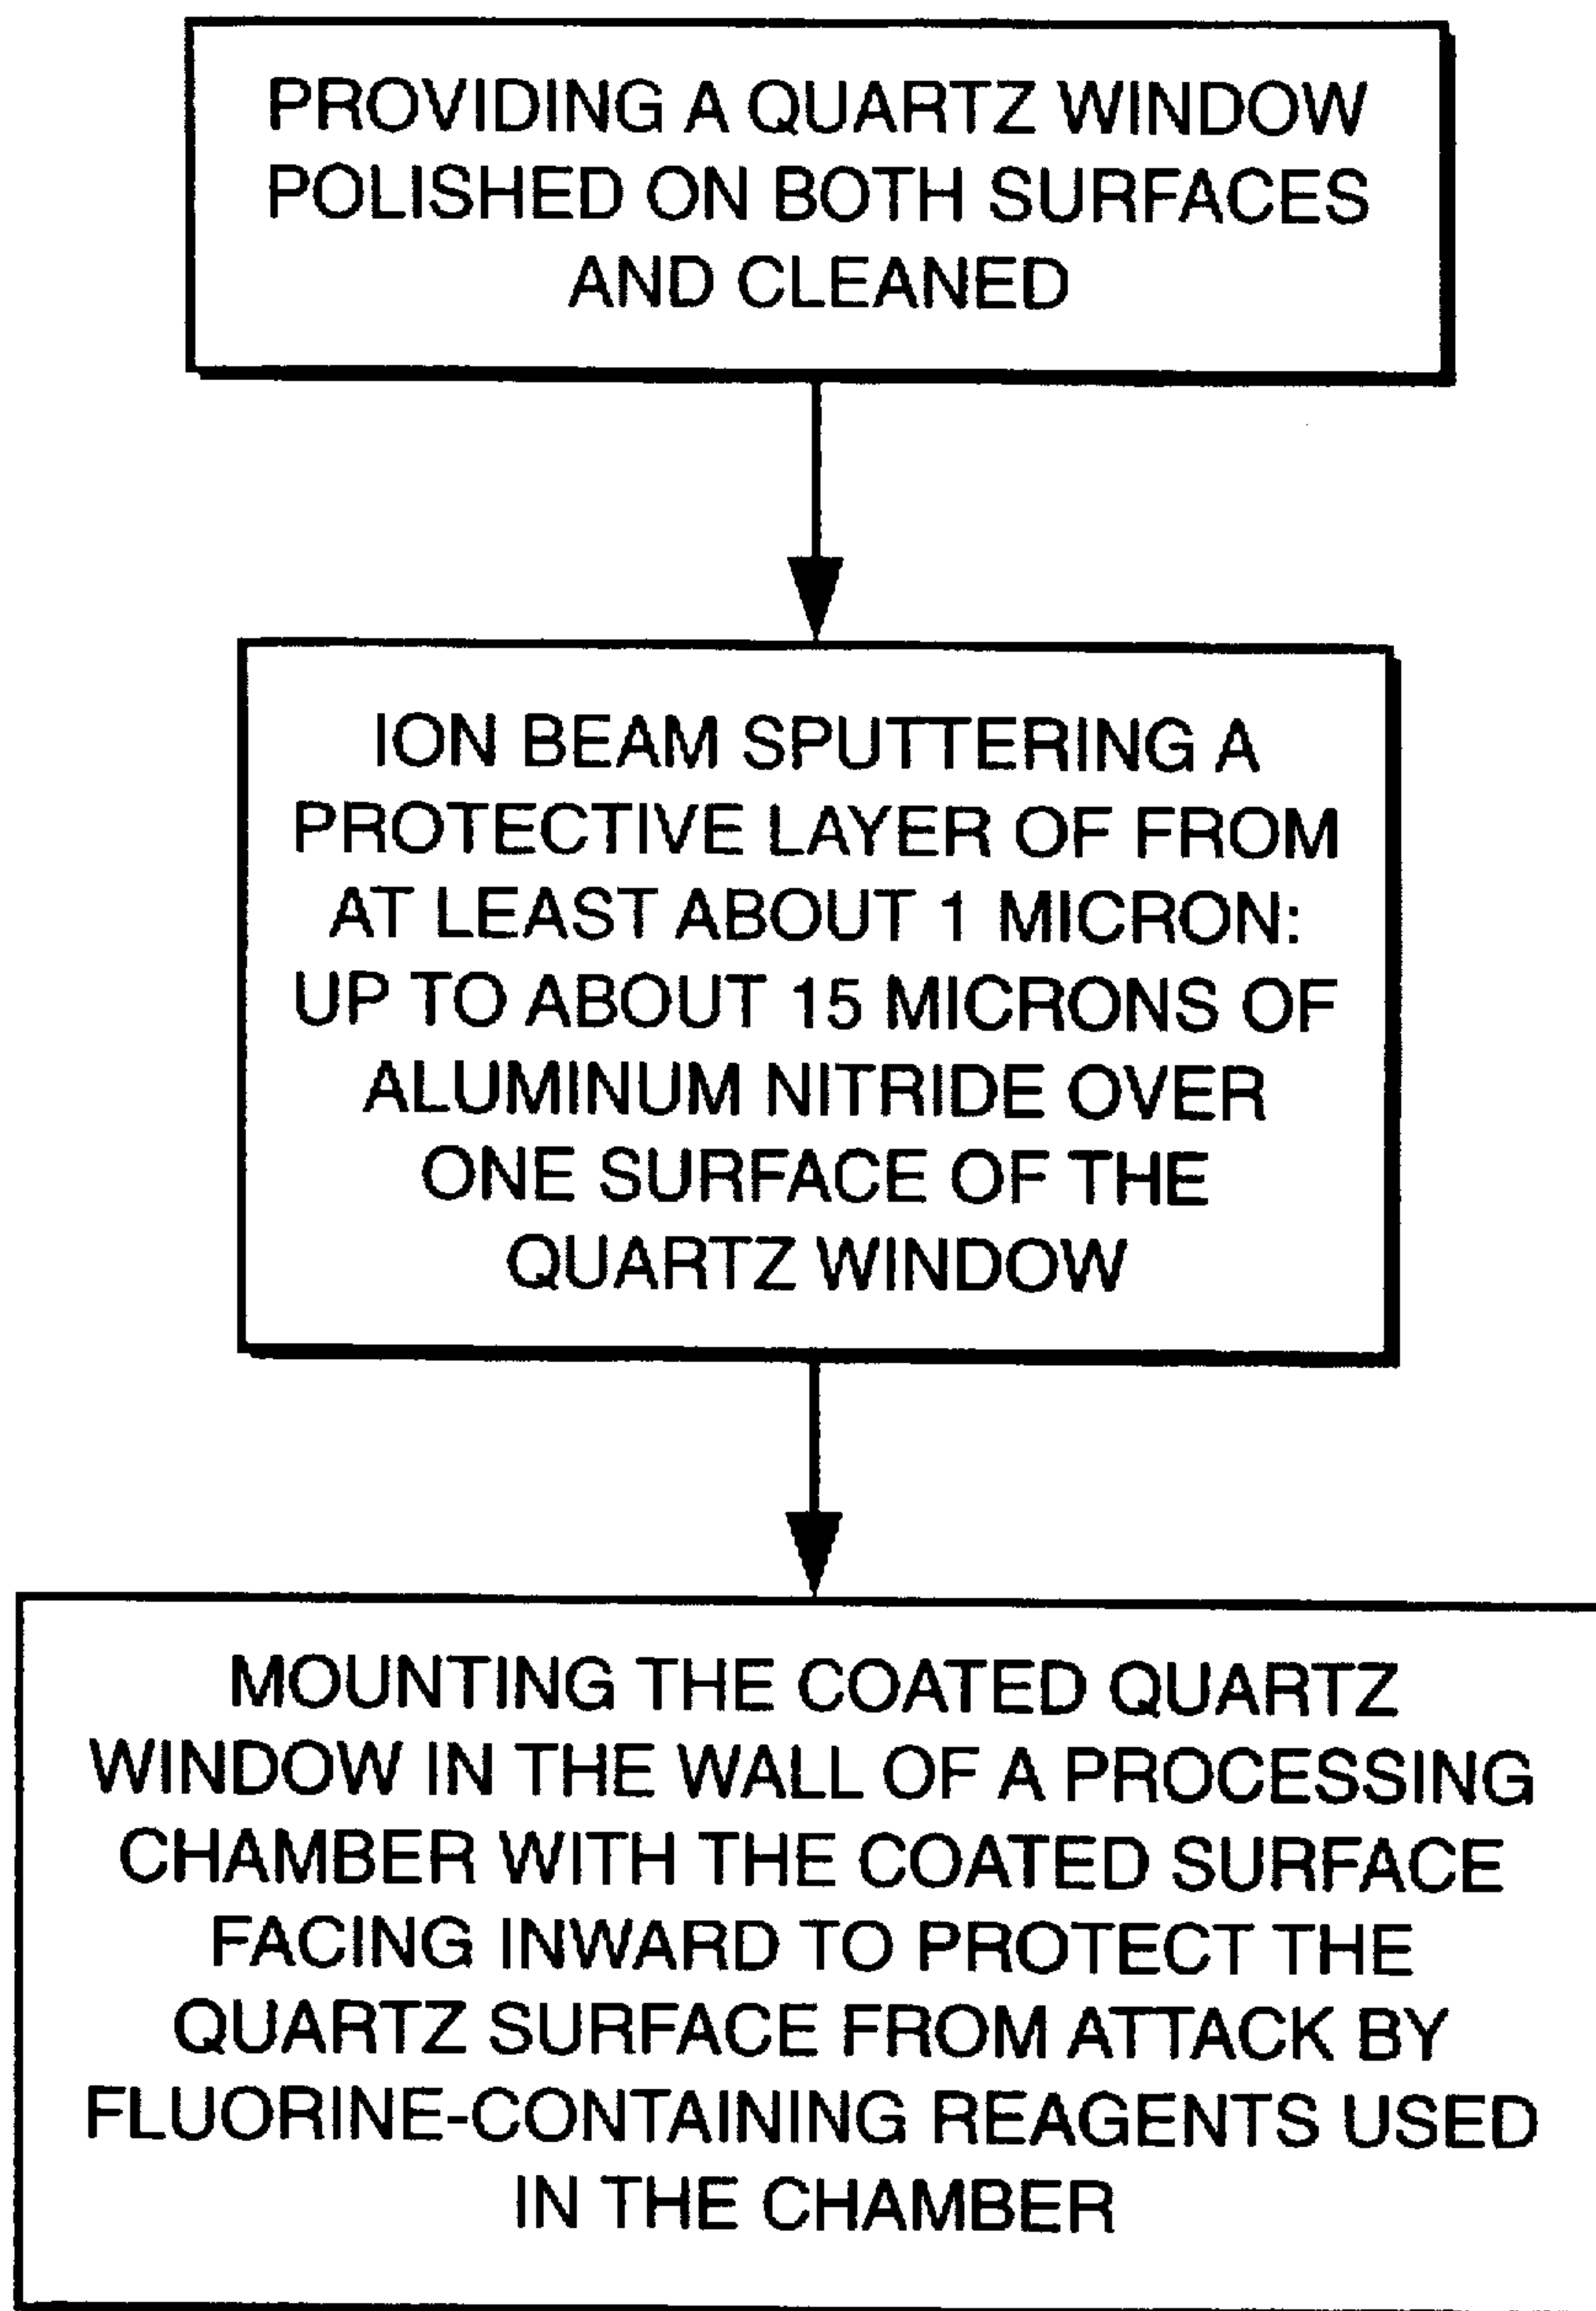 PROVIDING A QUARTZ WINDOW
POLISHED ON BOTH SURFACES
AND CLEANED
ION BEAM SPUTTERING A
PROTECTIVE LAYER OF FROM
AT LEAST ABOUT 1 MICRON:
UP TO ABOUT 15 MICRONS OF
ALUMINUM NITRIDE OVER
ONE SURFACE OF THE
QUARTZ WINDOW
MOUNTING THE COATED QUARTZ
WINDOW IN THE WALL OF A PROCESSING
CHAMBER WITH THE COATED SURFACE
FACING INWARD TO PROTECT THE
QUARTZ SURFACE FROM ATTACK BY
FLUORINE-CONTAINING REAGENTS USED
IN THE CHAMBER